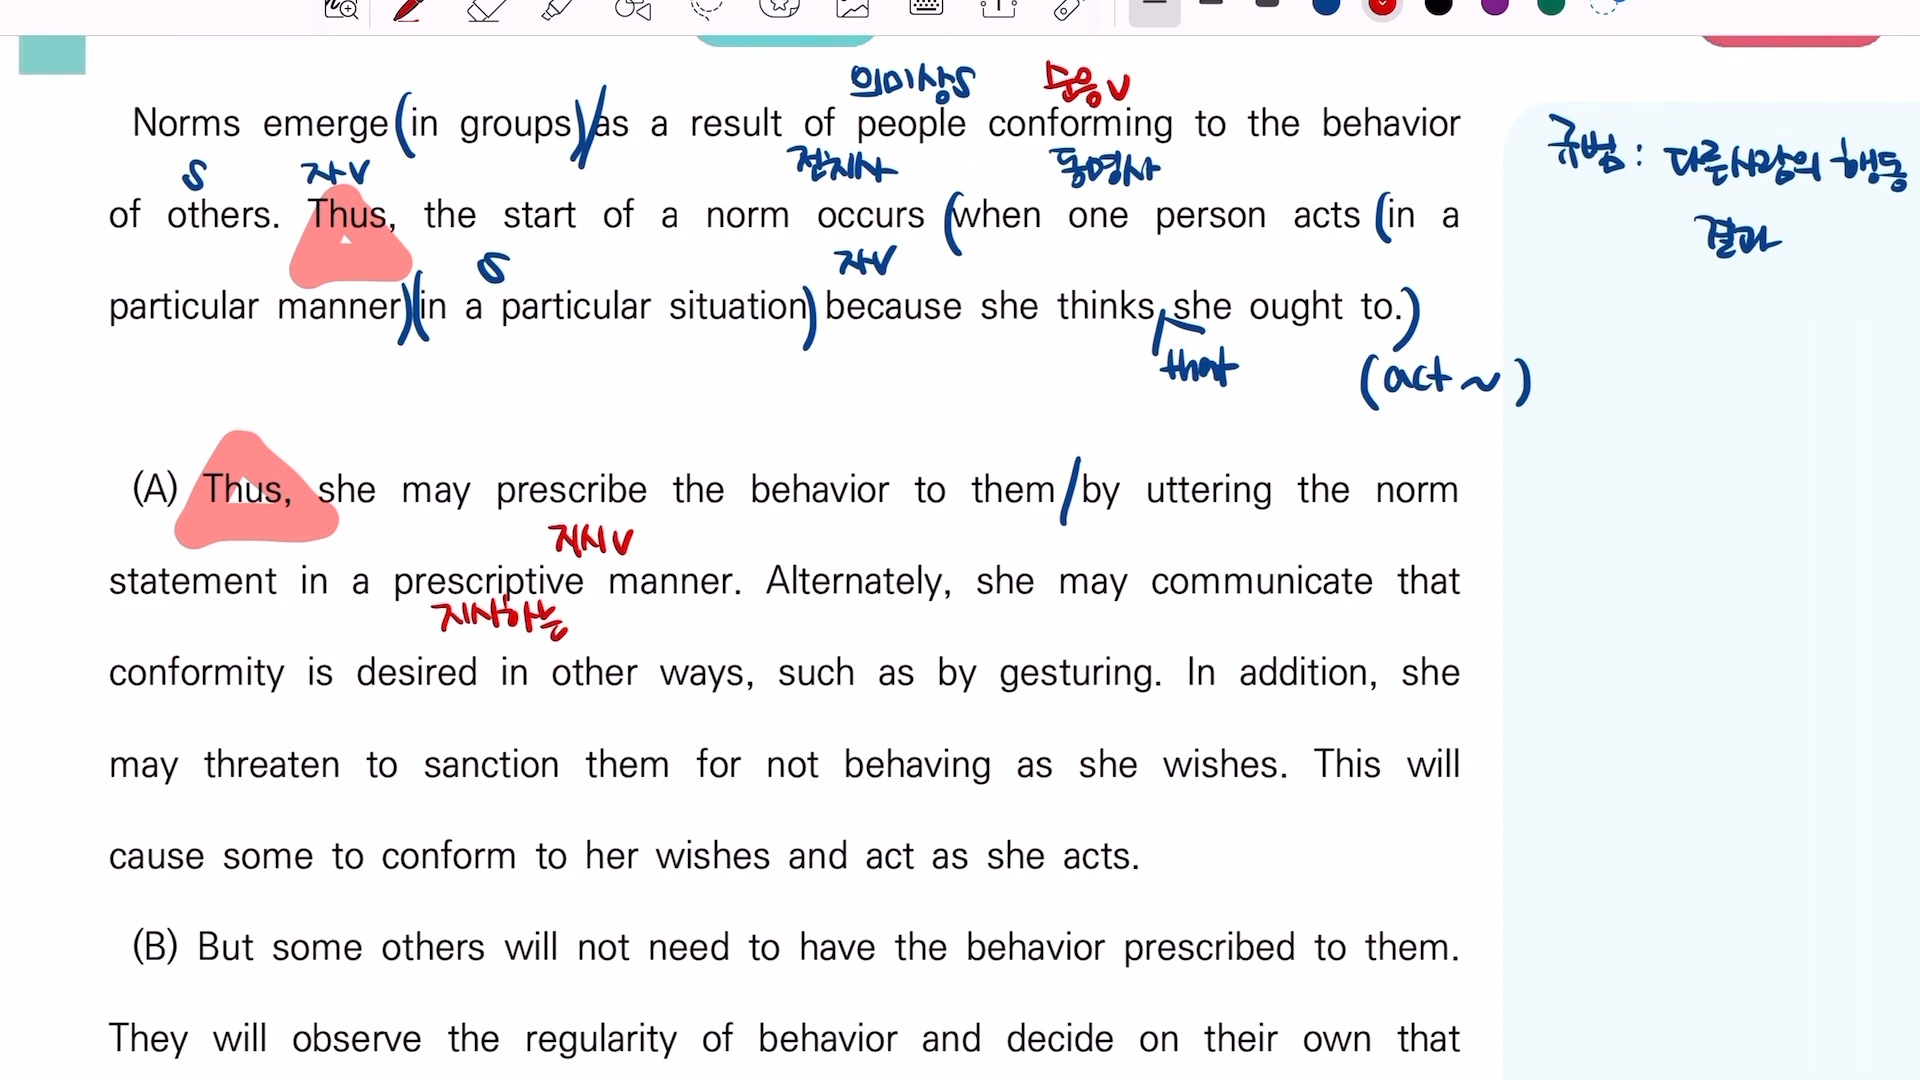 의미상S 순응V
Norms emerge (in groups) as a result of people conforming to the behavior
S 자V 전치사 동명사
규범 : 다른사람의 행동
결과
of others. Thus, the start of a norm occurs (when one person acts (in a
S 자V
particular manner) (in a particular situation) because she thinks she ought to.)
that
(act ~)
(A) Thus, she may prescribe the behavior to them / by uttering the norm
지시V
statement in a prescriptive manner. Alternately, she may communicate that
지시하는
conformity is desired in other ways, such as by gesturing. In addition, she
may threaten to sanction them for not behaving as she wishes. This will
cause some to conform to her wishes and act as she acts.
(B) But some others will not need to have the behavior prescribed to them.
They will observe the regularity of behavior and decide on their own that